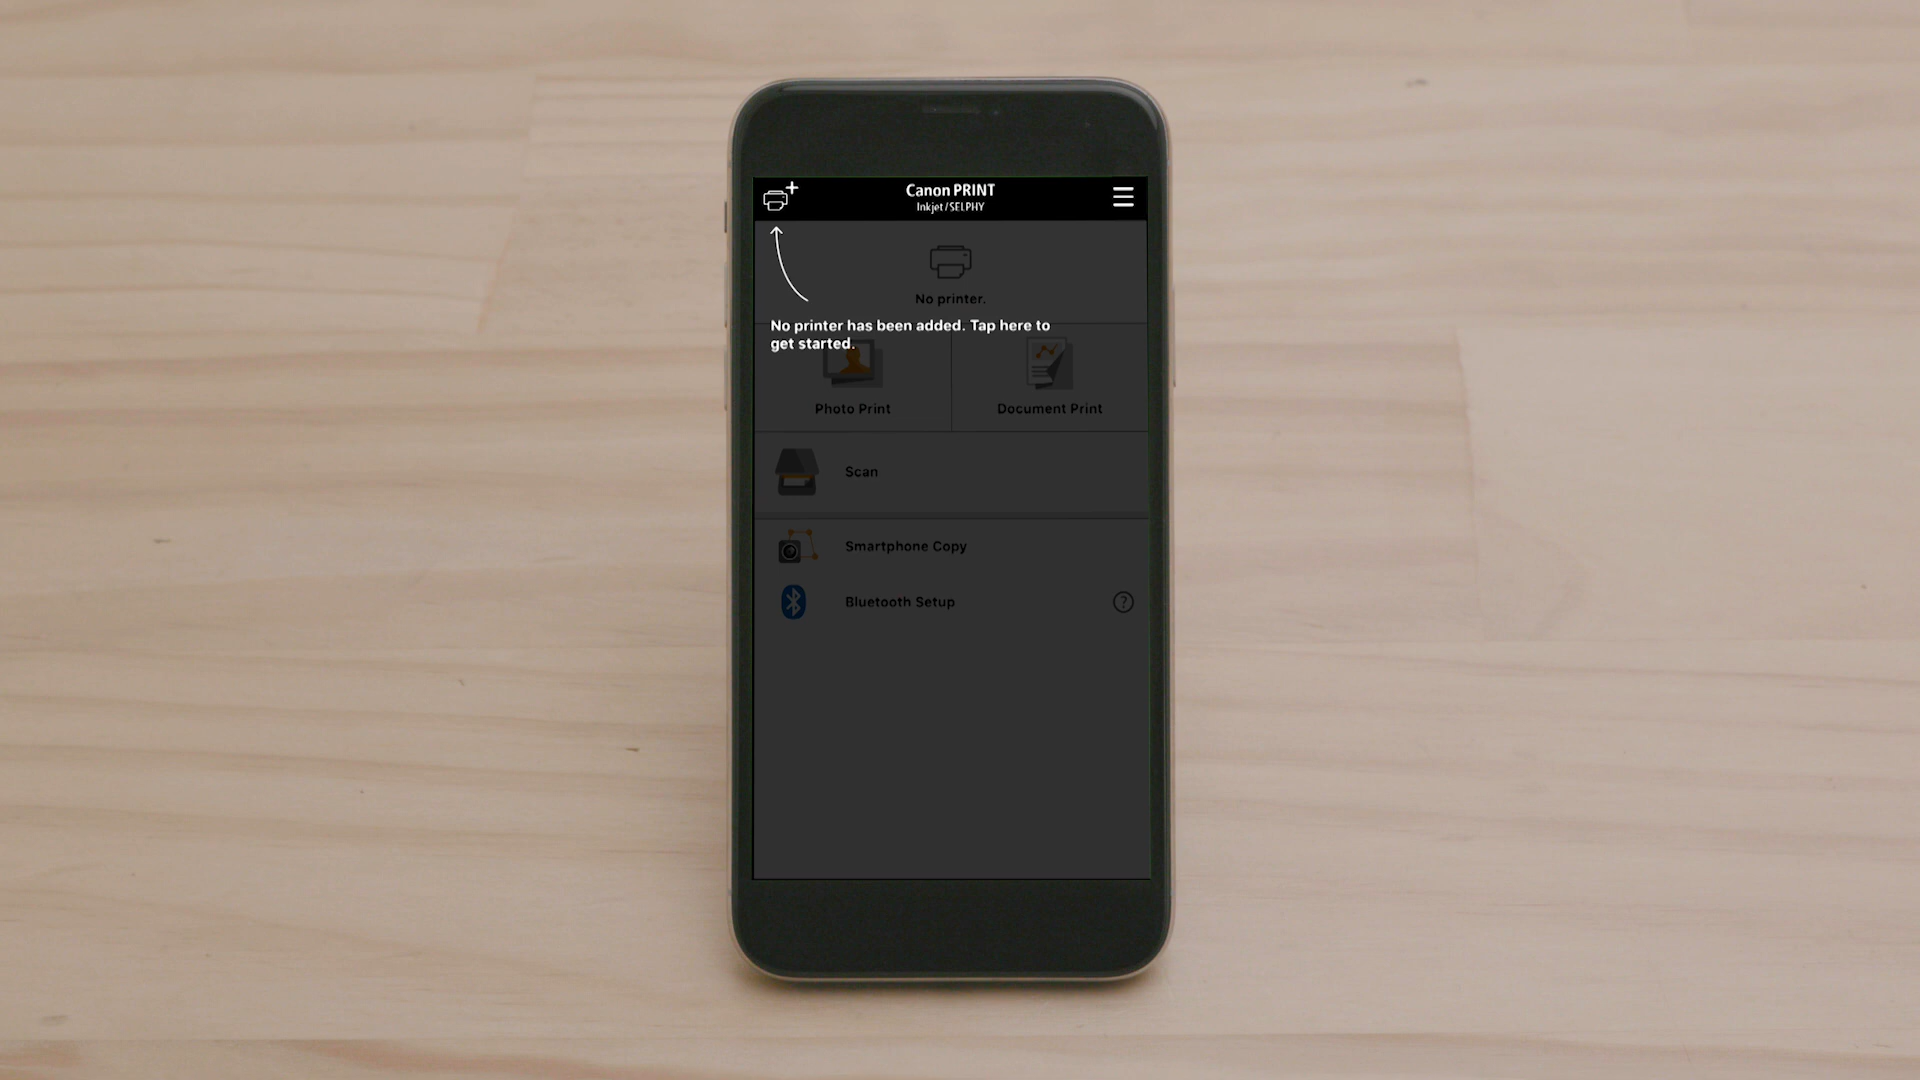 Canon PRINT
Inkjet/SELPHY
No printer.
No printer has been added. Tap here to
get started.
Photo Print
Document Print
Scan
Smartphone Copy
Bluetooth Setup
?